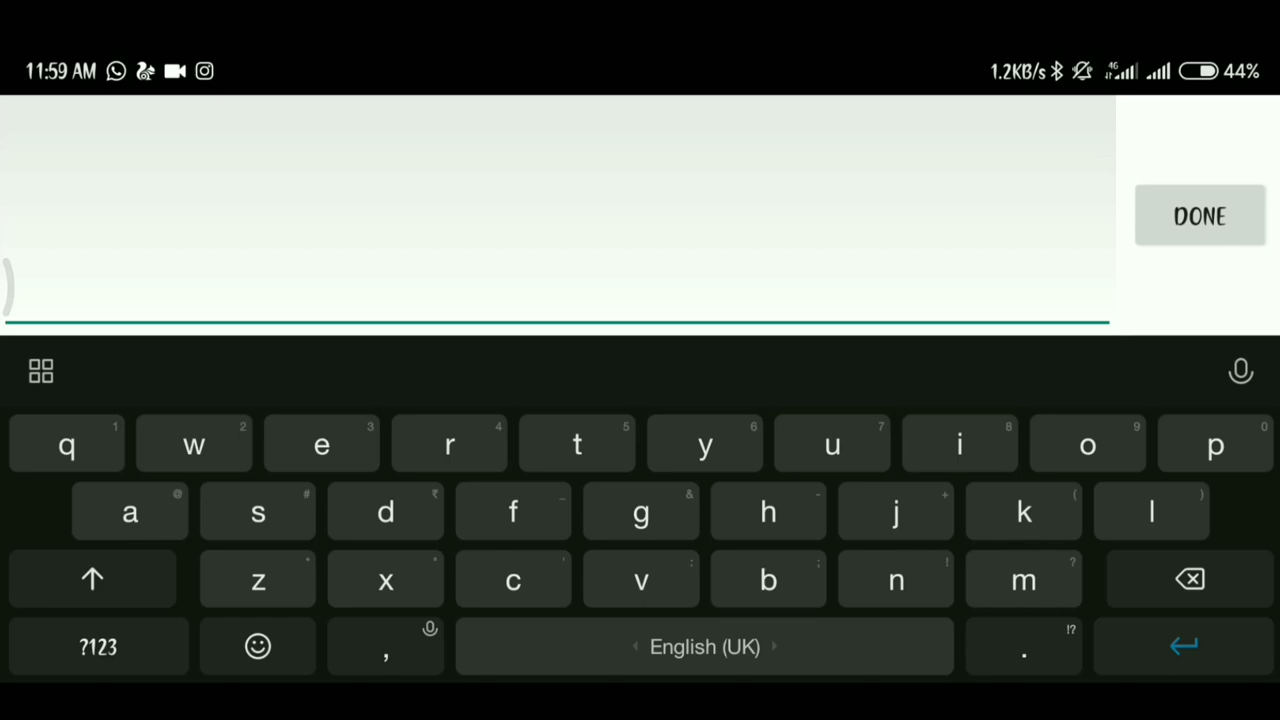 11:59 AM 1.2KB/s 4G 44%
DONE
q 1 w 2 e 3 r 4 t 5 y 6 u 7 i 8 o 9 p 0
a @ s # d ₹ f _ g & h - j + k ( l )
z x c v : b ; n ! m ?
?123 , English (UK) . !?